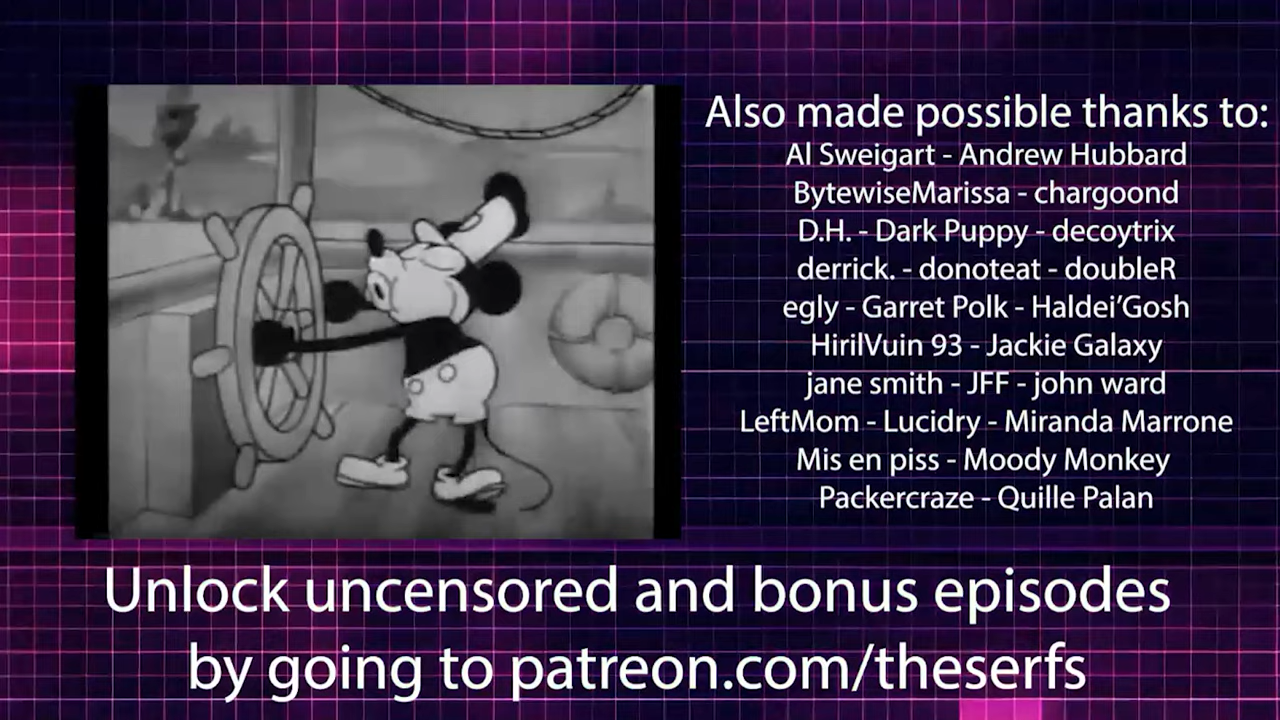 Also made possible thanks to:
Al Sweigart - Andrew Hubbard
BytewiseMarissa - chargoond
D.H. - Dark Puppy - decoytrix
derrick. - donoteat - doubleR
egly - Garret Polk - Haldei’Gosh
HirilVuin 93 - Jackie Galaxy
jane smith - JFF - john ward
LeftMom - Lucidry - Miranda Marrone
Mis en piss - Moody Monkey
Packercraze - Quille Palan
Unlock uncensored and bonus episodes
by going to patreon.com/theserfs